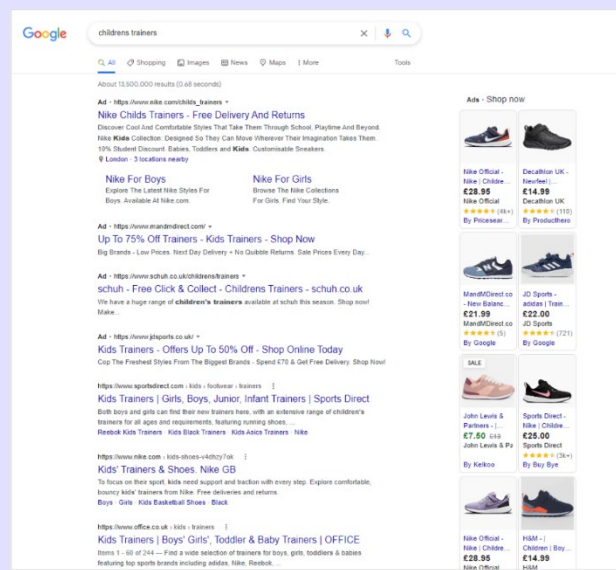 Google
childrens trainers
All Shopping Images News Maps More Tools
About 13,500,000 results (0.68 seconds)
Ad · https://www.nike.com/childs_trainers
Nike Childs Trainers - Free Delivery And Returns
Discover Cool And Comfortable Styles That Take Them Through School, Playtime And Beyond.
Nike Kids Collection: Designed So They Can Move Wherever Their Imagination Takes Them.
10% Student Discount. Babies, Toddlers and Kids. Customisable Sneakers.
London · 3 locations nearby
Nike For Boys
Explore The Latest Nike Styles For
Boys. Available At Nike.com
Nike For Girls
Browse The Nike Collections
For Girls. Find Your Style.
Ad · https://www.mandmdirect.com/
Up To 75% Off Trainers - Kids Trainers - Shop Now
Big Brands - Low Prices. Next Day Delivery + No Quibble Returns. Sale Prices Every Day...
Ad · https://www.schuh.co.uk/childrens/trainers
schuh - Free Click & Collect - Childrens Trainers - schuh.co.uk
We have a huge range of children's trainers available at schuh this season. Shop now!
Make...
Ad · https://www.jdsports.co.uk/
Kids Trainers - Offers Up To 50% Off - Shop Online Today
Cop The Freshest Styles From The Biggest Brands - Spend £70 & Get Free Delivery. Shop Now!
https://www.sportsdirect.com › kids › footwear › trainers
Kids Trainers | Girls, Boys, Junior, Infant Trainers | Sports Direct
Both boys and girls can find their new trainers here, with an extensive range of children's
trainers for all ages and requirements, featuring running shoes, ...
Reebok Kids Trainers · Kids Black Trainers · Kids Asics Trainers · Nike
https://www.nike.com › kids-shoes-v4dhzy7ok
Kids' Trainers & Shoes. Nike GB
To focus on their sport, kids need support and traction with every step. Explore comfortable,
bouncy kids' trainers from Nike. Free deliveries and returns.
Boys · Girls · Kids Basketball Shoes · Black
https://www.office.co.uk › kids › trainers
Kids Trainers | Boys' Girls', Toddler & Baby Trainers | OFFICE
Items 1 - 60 of 244 — Find a wide selection of trainers for boys, girls, toddlers & babies
featuring top sports brands including adidas, Nike, Reebok, ...
Ads · Shop now
Nike Official -
Nike | Childre...
£28.95
Nike Official
(4k+)
By Pricesear...
Decathlon UK -
Newfeel |...
£14.99
Decathlon UK
(110)
By Producthero
MandMDirect.co
- New Balanc...
£21.99
MandMDirect.co
(5)
By Google
JD Sports -
adidas | Train...
£22.00
JD Sports
(721)
By Google
SALE
John Lewis &
Partners - |...
£7.50 £13
John Lewis & Pa
By Kelkoo
Sports Direct -
Nike | Childre...
£25.00
Sports Direct
(3k+)
By Buy Bye
Nike Official -
Nike | Childre...
£28.95
Nike Official
H&M - |
Children | Boy...
£14.99
H&M